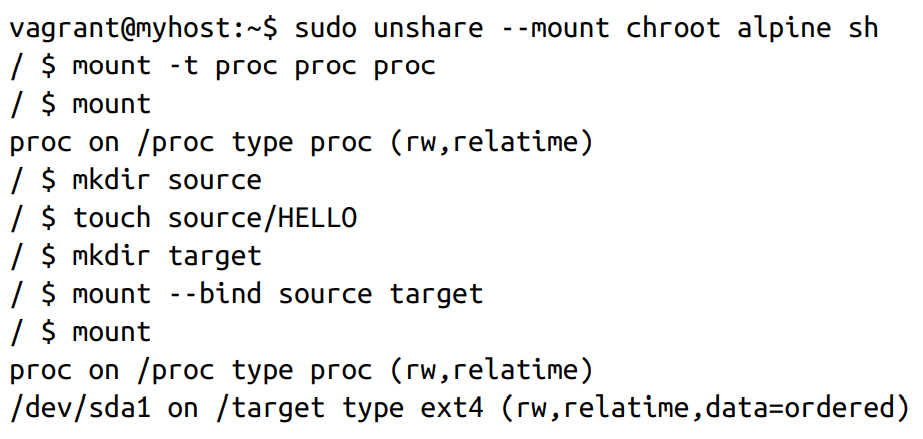 vagrant@myhost:~$ sudo unshare --mount chroot alpine sh
/ $ mount -t proc proc proc
/ $ mount
proc on /proc type proc (rw,relatime)
/ $ mkdir source
/ $ touch source/HELLO
/ $ mkdir target
/ $ mount --bind source target
/ $ mount
proc on /proc type proc (rw,relatime)
/dev/sda1 on /target type ext4 (rw,relatime,data=ordered)